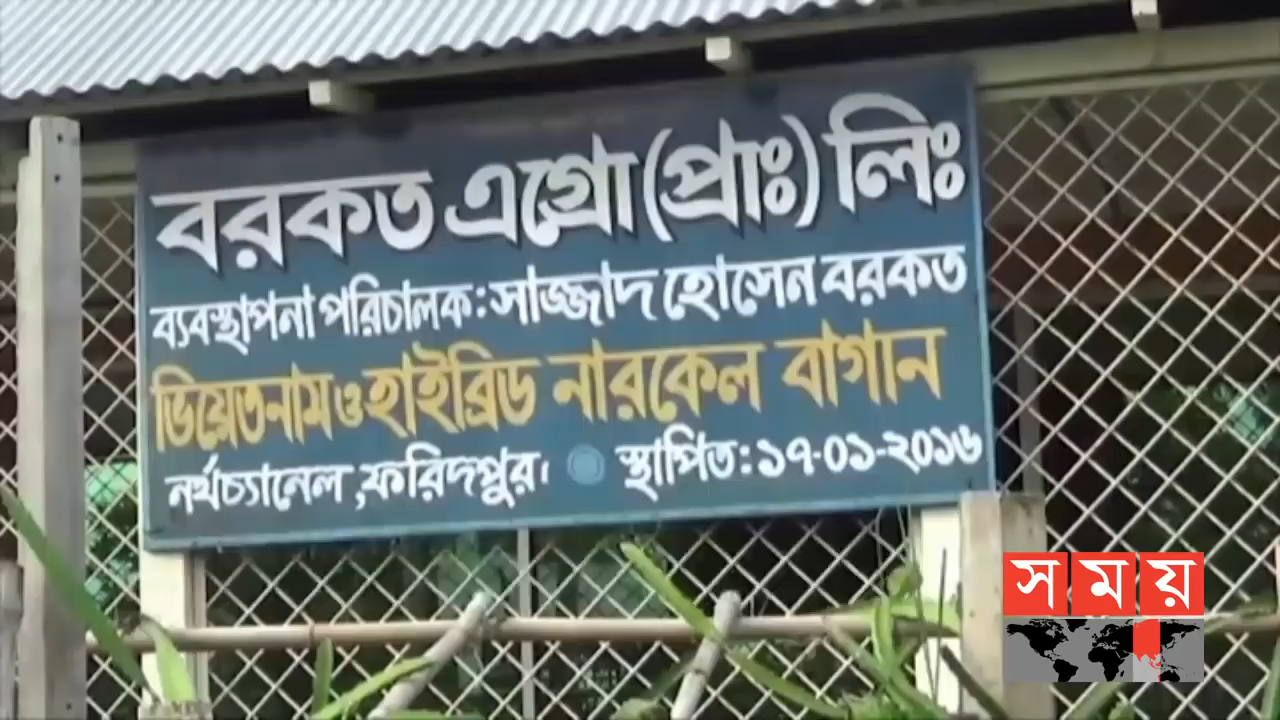 বরকত এগ্রো (প্রাঃ) লিঃ
ব্যবস্থাপনা পরিচালক: সাজ্জাদ হোসেন বরকত
ভিয়েতনাম ও হাইব্রিড নারকেল বাগান
নর্থচ্যানেল, ফরিদপুর। স্থাপিত: ১৭-০১-২০১৬
সময়